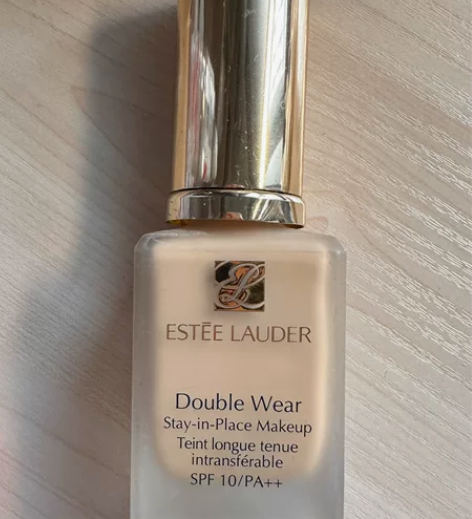 ESTĒE LAUDER
Double Wear
Stay-in-Place Makeup
Teint longue tenue
intransférable
SPF 10/PA++